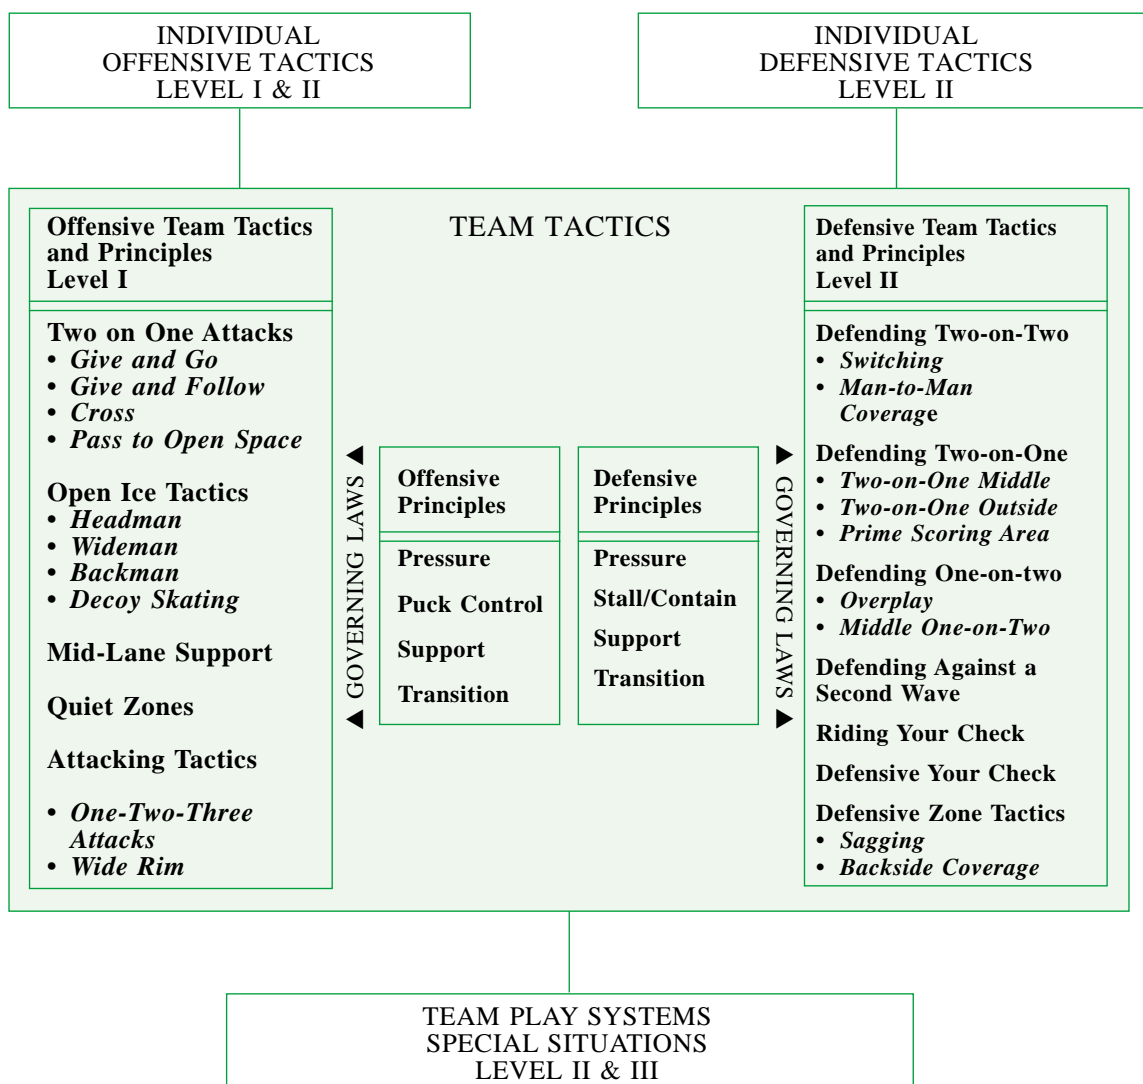 INDIVIDUAL
OFFENSIVE TACTICS
LEVEL I & II
INDIVIDUAL
DEFENSIVE TACTICS
LEVEL II
TEAM TACTICS
Offensive Team Tactics
and Principles
Level I
Two on One Attacks
• Give and Go
• Give and Follow
• Cross
• Pass to Open Space
Open Ice Tactics
• Headman
• Wideman
• Backman
• Decoy Skating
Mid-Lane Support
Quiet Zones
Attacking Tactics
• One-Two-Three
Attacks
• Wide Rim
GOVERNING LAWS
Offensive
Principles
Pressure
Puck Control
Support
Transition
Defensive
Principles
Pressure
Stall/Contain
Support
Transition
GOVERNING LAWS
Defensive Team Tactics
and Principles
Level II
Defending Two-on-Two
• Switching
• Man-to-Man
Coverage
Defending Two-on-One
• Two-on-One Middle
• Two-on-One Outside
• Prime Scoring Area
Defending One-on-two
• Overplay
• Middle One-on-Two
Defending Against a
Second Wave
Riding Your Check
Defensive Your Check
Defensive Zone Tactics
• Sagging
• Backside Coverage
TEAM PLAY SYSTEMS
SPECIAL SITUATIONS
LEVEL II & III